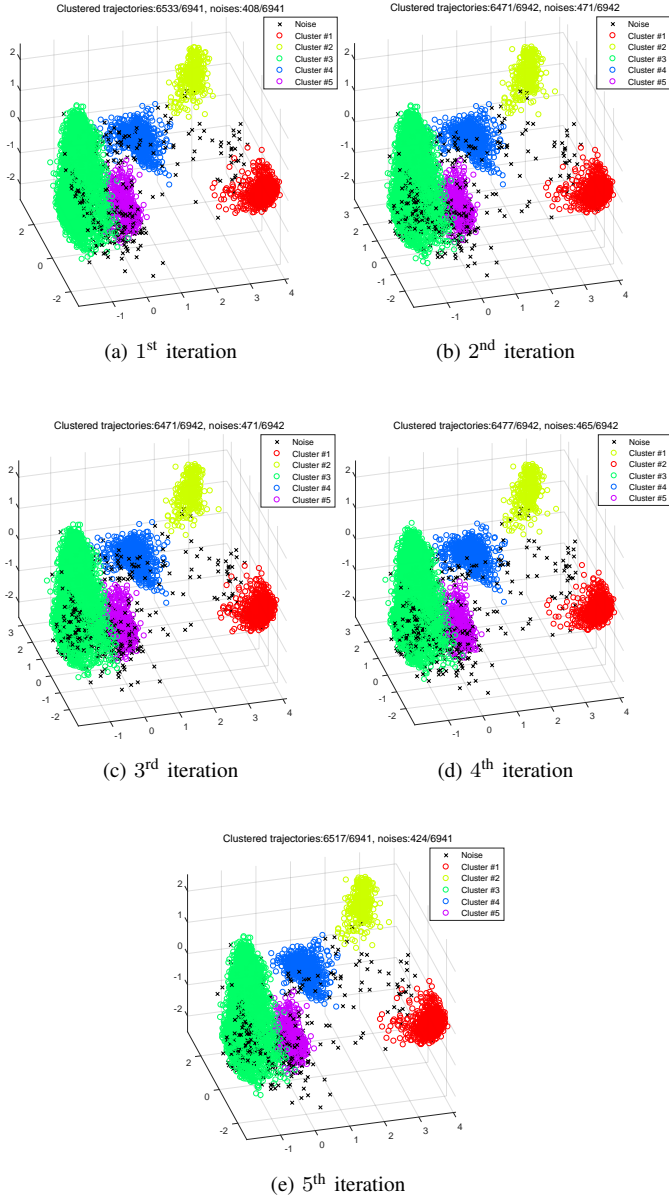 Clustered trajectories:6533/6941, noises:408/6941
Noise
Cluster #1
Cluster #2
Cluster #3
Cluster #4
Cluster #5
2
1
0
-1
-2
2
0
-2
-1 0 1 2 3 4
(a) 1st iteration
Clustered trajectories:6471/6942, noises:471/6942
Noise
Cluster #1
Cluster #2
Cluster #3
Cluster #4
Cluster #5
2
1
0
-1
-2
3
2
1
0
-1
-2
-1 0 1 2 3 4
(b) 2nd iteration
Clustered trajectories:6471/6942, noises:471/6942
Noise
Cluster #1
Cluster #2
Cluster #3
Cluster #4
Cluster #5
2
1
0
-1
-2
3
2
1
0
-1
-2
-1 0 1 2 3 4
(c) 3rd iteration
Clustered trajectories:6477/6942, noises:465/6942
Noise
Cluster #1
Cluster #2
Cluster #3
Cluster #4
Cluster #5
2
1
0
-1
-2
3
2
1
0
-1
-2
-1 0 1 2 3 4
(d) 4th iteration
Clustered trajectories:6517/6941, noises:424/6941
Noise
Cluster #1
Cluster #2
Cluster #3
Cluster #4
Cluster #5
2
1
0
-1
-2
2
0
-2
-1 0 1 2 3 4
(e) 5th iteration